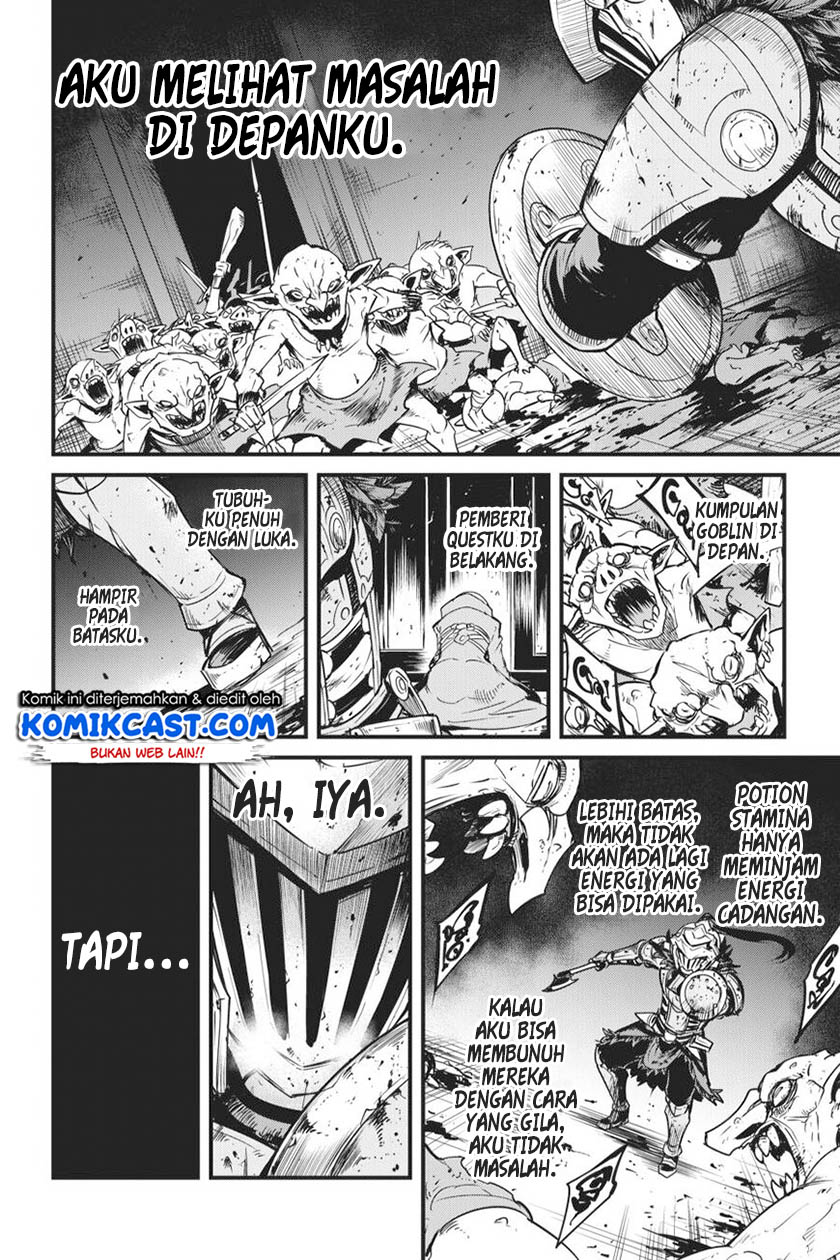 AKU MELIHAT MASALAH
DI DEPANKU.
KUMPULAN
GOBLIN DI
DEPAN.
PEMBERI
QUESTKU DI
BELAKANG.
TUBUH-
KU PENUH
DENGAN LUKA.
HAMPIR
PADA
BATASKU..
Komik ini diterjemahkan & diedit oleh
KOMIKCAST.COM
BUKAN WEB LAIN!!
POTION
STAMINA
HANYA
MEMINJAM
ENERGI
CADANGAN.
LEBIHI BATAS,
MAKA TIDAK
AKAN ADA LAGI
ENERGI YANG
BISA DIPAKAI.
KALAU
AKU BISA
MEMBUNUH
MEREKA
DENGAN CARA
YANG GILA,
AKU TIDAK
MASALAH.
AH, IYA.
TAPI...